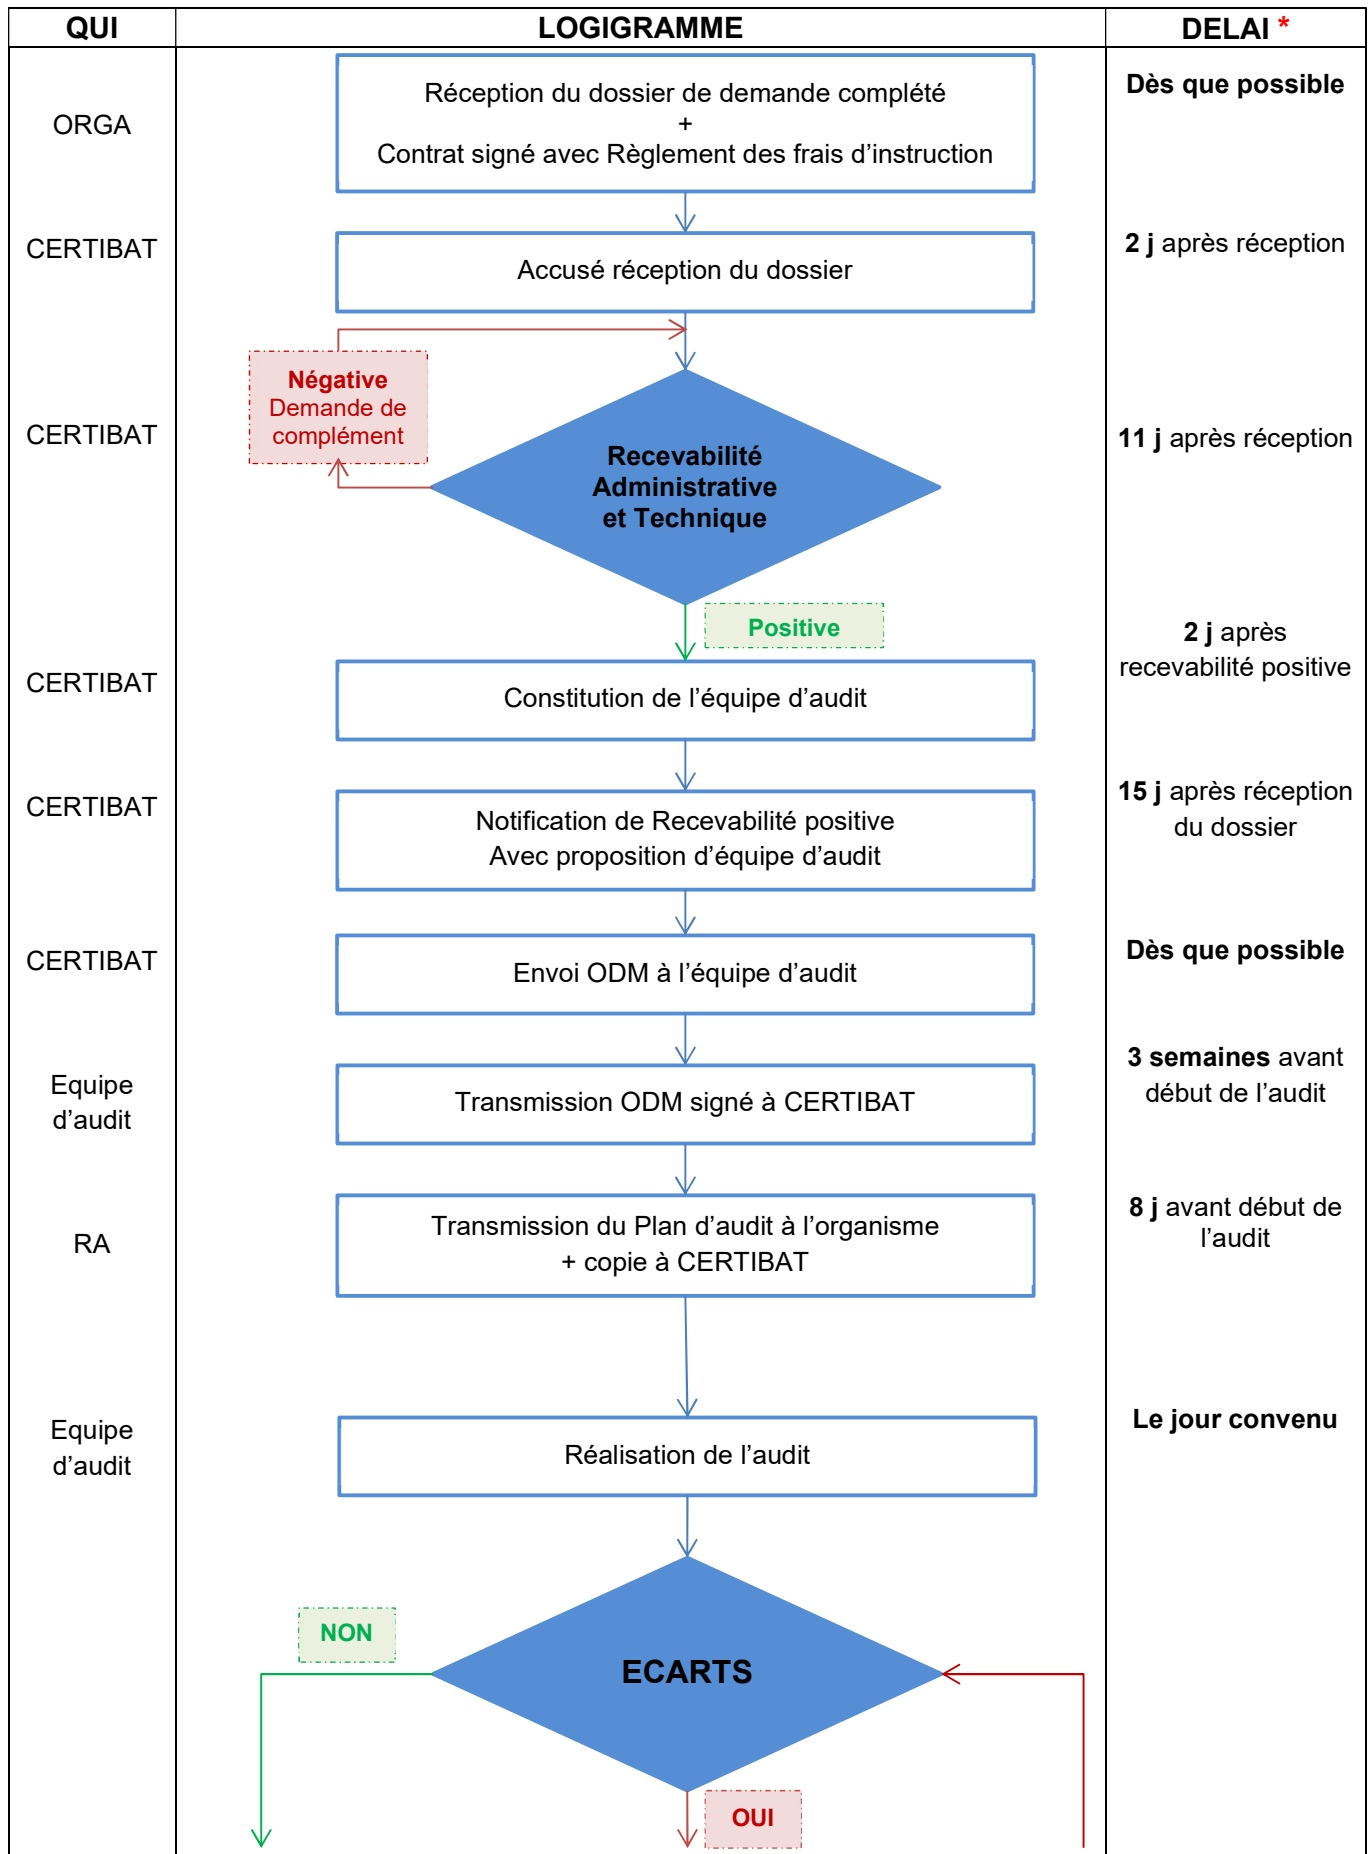 QUI
LOGIGRAMME
DELAI *
ORGA
Réception du dossier de demande complété
+
Contrat signé avec Règlement des frais d’instruction
Dès que possible
CERTIBAT
Accusé réception du dossier
2 j après réception
Négative
Demande de
complément
CERTIBAT
Recevabilité
Administrative
et Technique
11 j après réception
Positive
CERTIBAT
Constitution de l’équipe d’audit
2 j après
recevabilité positive
CERTIBAT
Notification de Recevabilité positive
Avec proposition d’équipe d’audit
15 j après réception
du dossier
CERTIBAT
Envoi ODM à l’équipe d’audit
Dès que possible
Equipe
d’audit
Transmission ODM signé à CERTIBAT
3 semaines avant
début de l’audit
RA
Transmission du Plan d’audit à l’organisme
+ copie à CERTIBAT
8 j avant début de
l’audit
Equipe
d’audit
Réalisation de l’audit
Le jour convenu
NON
ECARTS
OUI